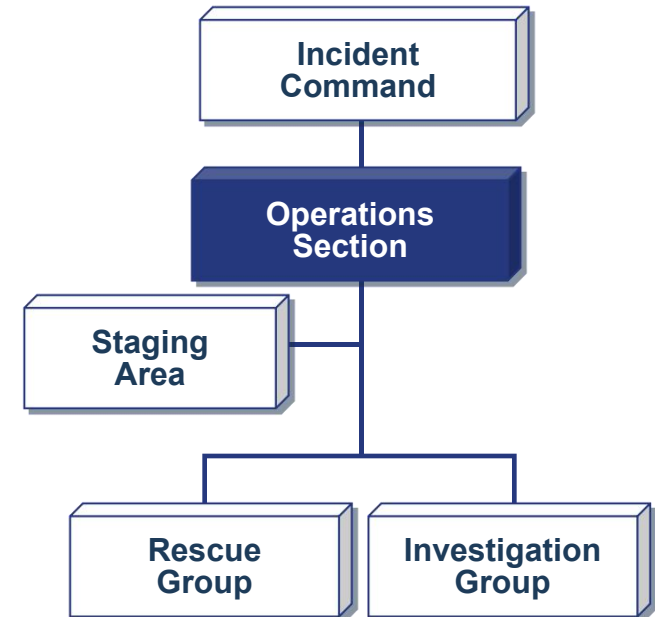 Incident
Command
Operations
Section
Staging
Area
Rescue
Group
Investigation
Group